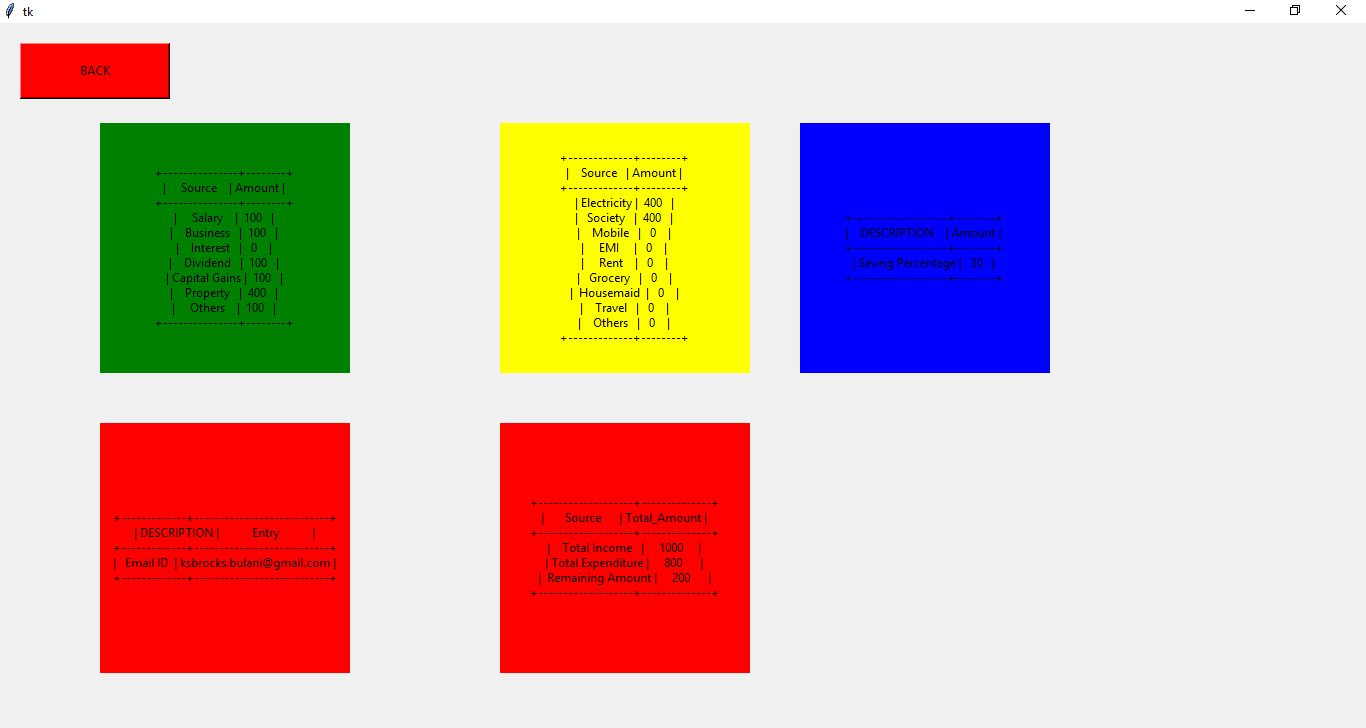 tk
BACK
+---------------+--------+
|     Source    | Amount |
+---------------+--------+
|     Salary    |  100   |
|    Business   |  100   |
|    Interest   |   0    |
|    Dividend   |  100   |
| Capital Gains |  100   |
|    Property   |  400   |
|     Others    |  100   |
+---------------+--------+
+-------------+--------+
|    Source   | Amount |
+-------------+--------+
| Electricity |  400   |
|   Society   |  400   |
|    Mobile   |   0    |
|     EMI     |   0    |
|     Rent    |   0    |
|   Grocery   |   0    |
|  Housemaid  |   0    |
|    Travel   |   0    |
|    Others   |   0    |
+-------------+--------+
+-------------------+--------+
|    DESCRIPTION    | Amount |
+-------------------+--------+
| Saving Percentage |   30   |
+-------------------+--------+
+-------------+--------------------------+
| DESCRIPTION |          Entry           |
+-------------+--------------------------+
|   Email ID  | ksbrocks.bulani@gmail.com |
+-------------+--------------------------+
+-------------------+--------------+
|       Source      | Total_Amount |
+-------------------+--------------+
|    Total Income   |     1000     |
| Total Expenditure |     800      |
|  Remaining Amount |     200      |
+-------------------+--------------+